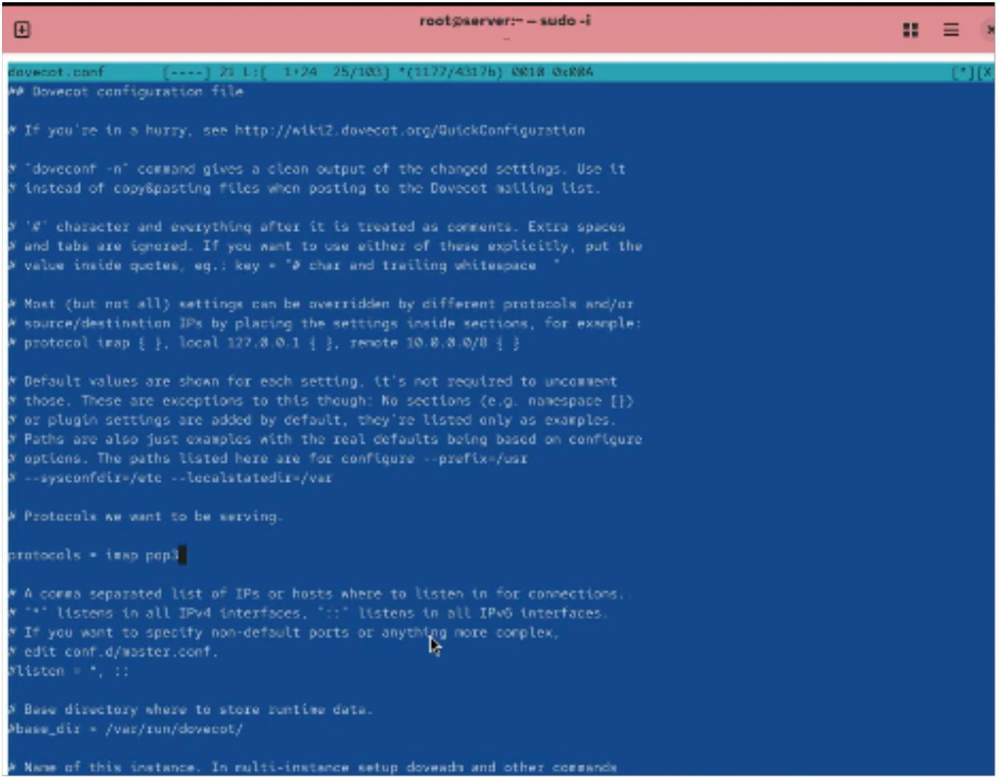 root@server:~ — sudo -i
dovecot.conf [----] 21 L:[ 1+24 25/103] *(1177/4317b) 0010 0x00A [*][X
## Dovecot configuration file
# If you're in a hurry, see http://wiki2.dovecot.org/QuickConfiguration
# "doveconf -n" command gives a clean output of the changed settings. Use it
# instead of copy&pasting files when posting to the Dovecot mailing list.
# '#' character and everything after it is treated as comments. Extra spaces
# and tabs are ignored. If you want to use either of these explicitly, put the
# value inside quotes, eg.: key = "# char and trailing whitespace  "
# Most (but not all) settings can be overridden by different protocols and/or
# source/destination IPs by placing the settings inside sections, for example:
# protocol imap { }, local 127.0.0.1 { }, remote 10.0.0.0/8 { }
# Default values are shown for each setting, it's not required to uncomment
# those. These are exceptions to this though: No sections (e.g. namespace {})
# or plugin settings are added by default, they're listed only as examples.
# Paths are also just examples with the real defaults being based on configure
# options. The paths listed here are for configure --prefix=/usr
# --sysconfdir=/etc --localstatedir=/var
# Protocols we want to be serving.
protocols = imap pop3
# A comma separated list of IPs or hosts where to listen in for connections..
# "*" listens in all IPv4 interfaces, "::" listens in all IPv6 interfaces.
# If you want to specify non-default ports or anything more complex,
# edit conf.d/master.conf.
#listen = *, ::
# Base directory where to store runtime data.
#base_dir = /var/run/dovecot/
# Name of this instance. In multi-instance setup doveadm and other commands